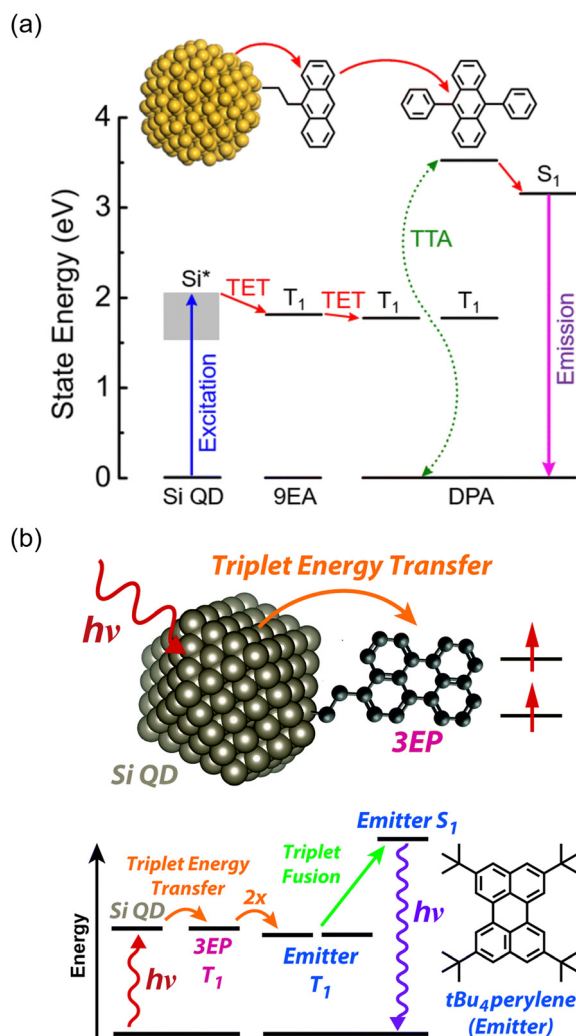 (a)
4
3
2
1
0
State Energy (eV)
Si*
TET
T₁
TET
T₁
T₁
S₁
TTA
Excitation
Emission
Si QD
9EA
DPA
(b)
Triplet Energy Transfer
hν
Si QD
3EP
Energy
Triplet Energy
Transfer
Si QD
hν
3EP
T₁
2x
Emitter
T₁
Triplet
Fusion
Emitter S₁
hν
tBu₄perylene
(Emitter)